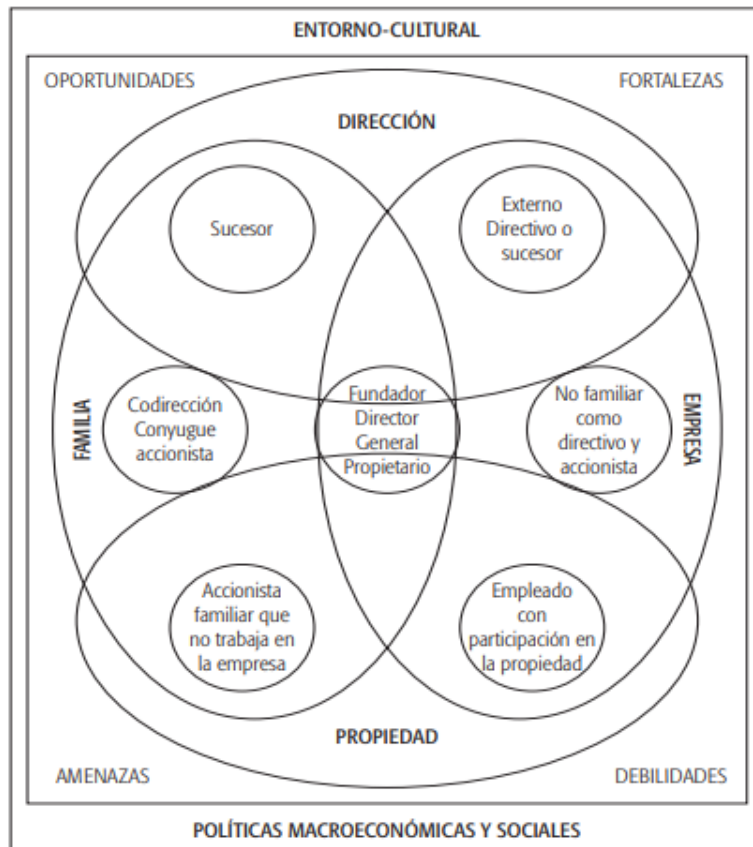 ENTORNO-CULTURAL
OPORTUNIDADES
FORTALEZAS
DIRECCIÓN
Sucesor
Externo
Directivo o
sucesor
FAMILIA
Codirección
Conyugue
accionista
Fundador
Director
General
Propietario
No familiar
como
directivo y
accionista
EMPRESA
Accionista
familiar que
no trabaja en
la empresa
Empleado
con
participación en
la propiedad
PROPIEDAD
AMENAZAS
DEBILIDADES
POLÍTICAS MACROECONÓMICAS Y SOCIALES